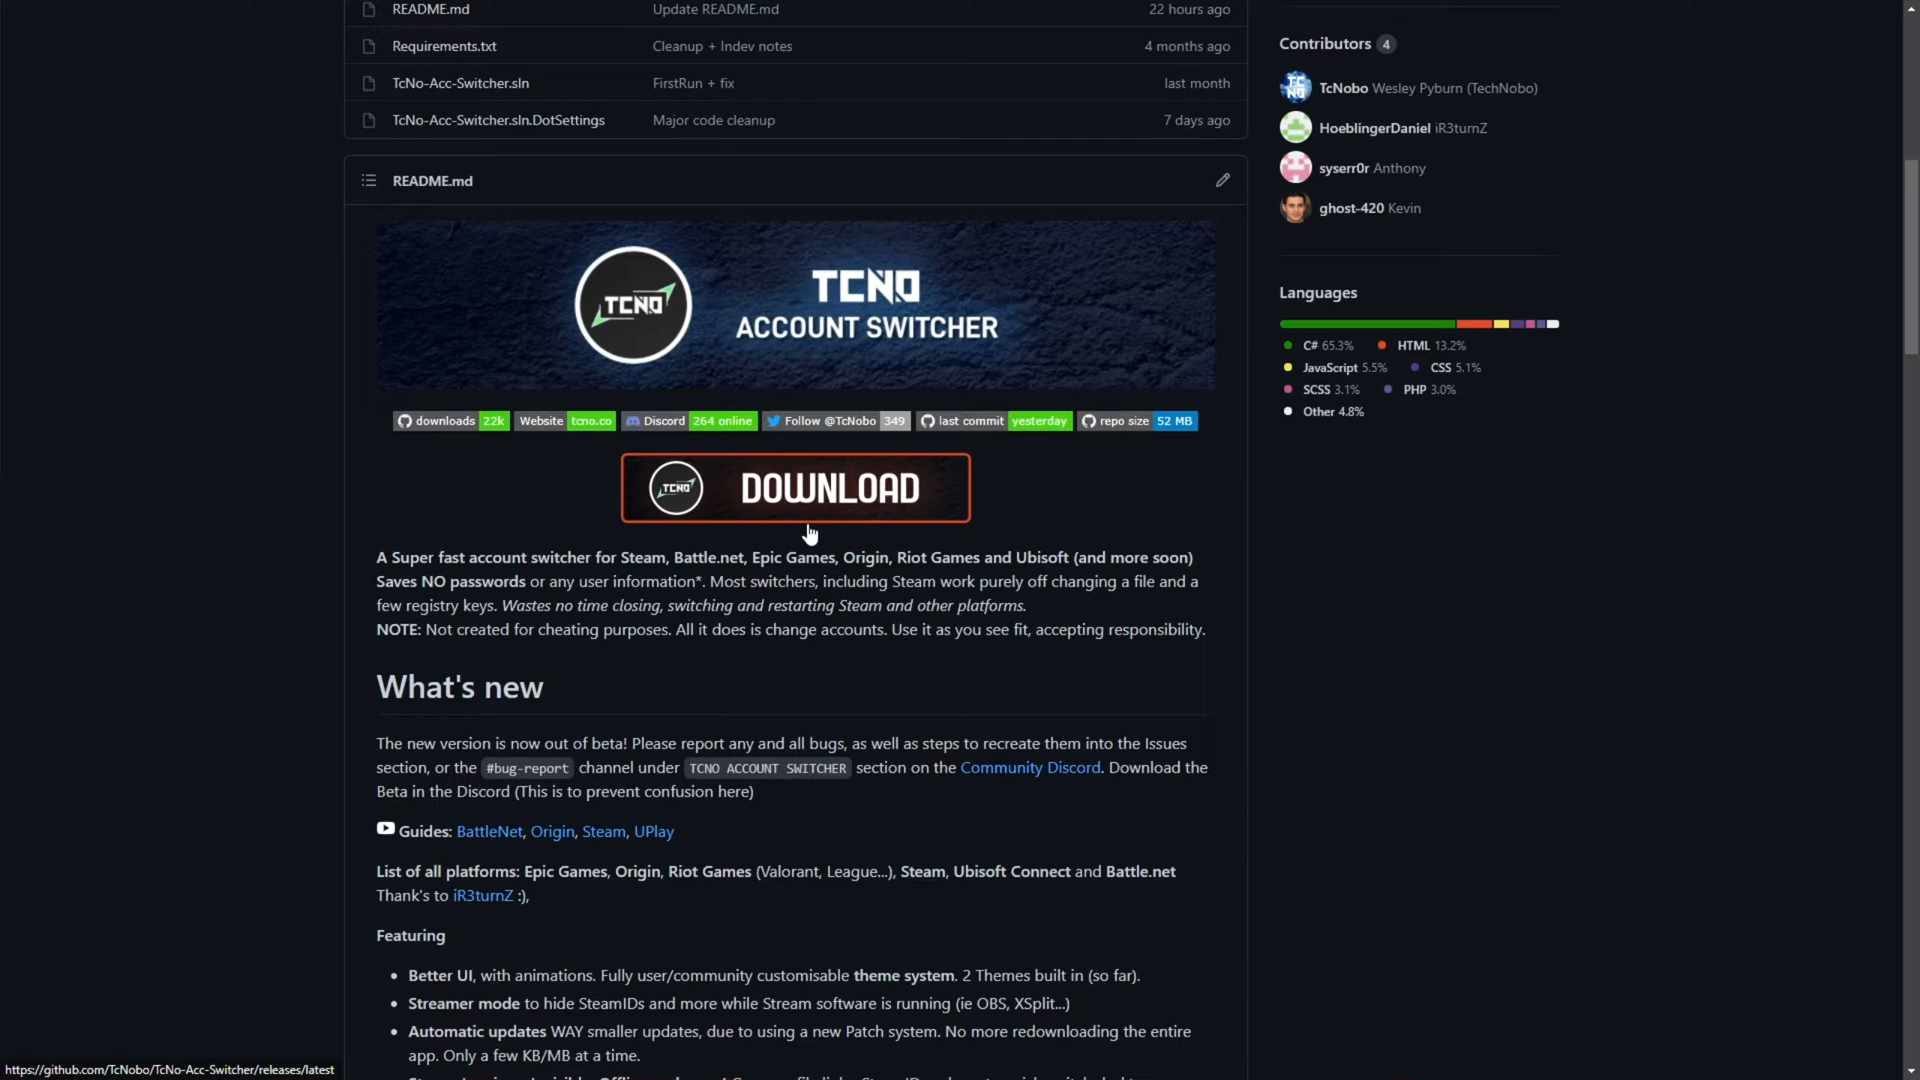 README.md Update README.md 22 hours ago
Requirements.txt Cleanup + Indev notes 4 months ago
TcNo-Acc-Switcher.sln FirstRun + fix last month
TcNo-Acc-Switcher.sln.DotSettings Major code cleanup 7 days ago
README.md
TCNO
TCNO
ACCOUNT SWITCHER
downloads 22k Website tcno.co Discord 264 online Follow @TcNobo 349 last commit yesterday repo size 52 MB
TCNO DOWNLOAD
A Super fast account switcher for Steam, Battle.net, Epic Games, Origin, Riot Games and Ubisoft (and more soon)
Saves NO passwords or any user information*. Most switchers, including Steam work purely off changing a file and a
few registry keys. Wastes no time closing, switching and restarting Steam and other platforms.
NOTE: Not created for cheating purposes. All it does is change accounts. Use it as you see fit, accepting responsibility.
What's new
The new version is now out of beta! Please report any and all bugs, as well as steps to recreate them into the Issues
section, or the #bug-report channel under TCNO ACCOUNT SWITCHER section on the Community Discord. Download the
Beta in the Discord (This is to prevent confusion here)
Guides: BattleNet, Origin, Steam, UPlay
List of all platforms: Epic Games, Origin, Riot Games (Valorant, League...), Steam, Ubisoft Connect and Battle.net
Thank's to iR3turnZ :),
Featuring
• Better UI, with animations. Fully user/community customisable theme system. 2 Themes built in (so far).
• Streamer mode to hide SteamIDs and more while Stream software is running (ie OBS, XSplit...)
• Automatic updates WAY smaller updates, due to using a new Patch system. No more redownloading the entire
app. Only a few KB/MB at a time.
https://github.com/TcNobo/TcNo-Acc-Switcher/releases/latest
Contributors 4
TcNobo Wesley Pyburn (TechNobo)
HoeblingerDaniel iR3turnZ
syserr0r Anthony
ghost-420 Kevin
Languages
C# 65.3% HTML 13.2%
JavaScript 5.5% CSS 5.1%
SCSS 3.1% PHP 3.0%
Other 4.8%